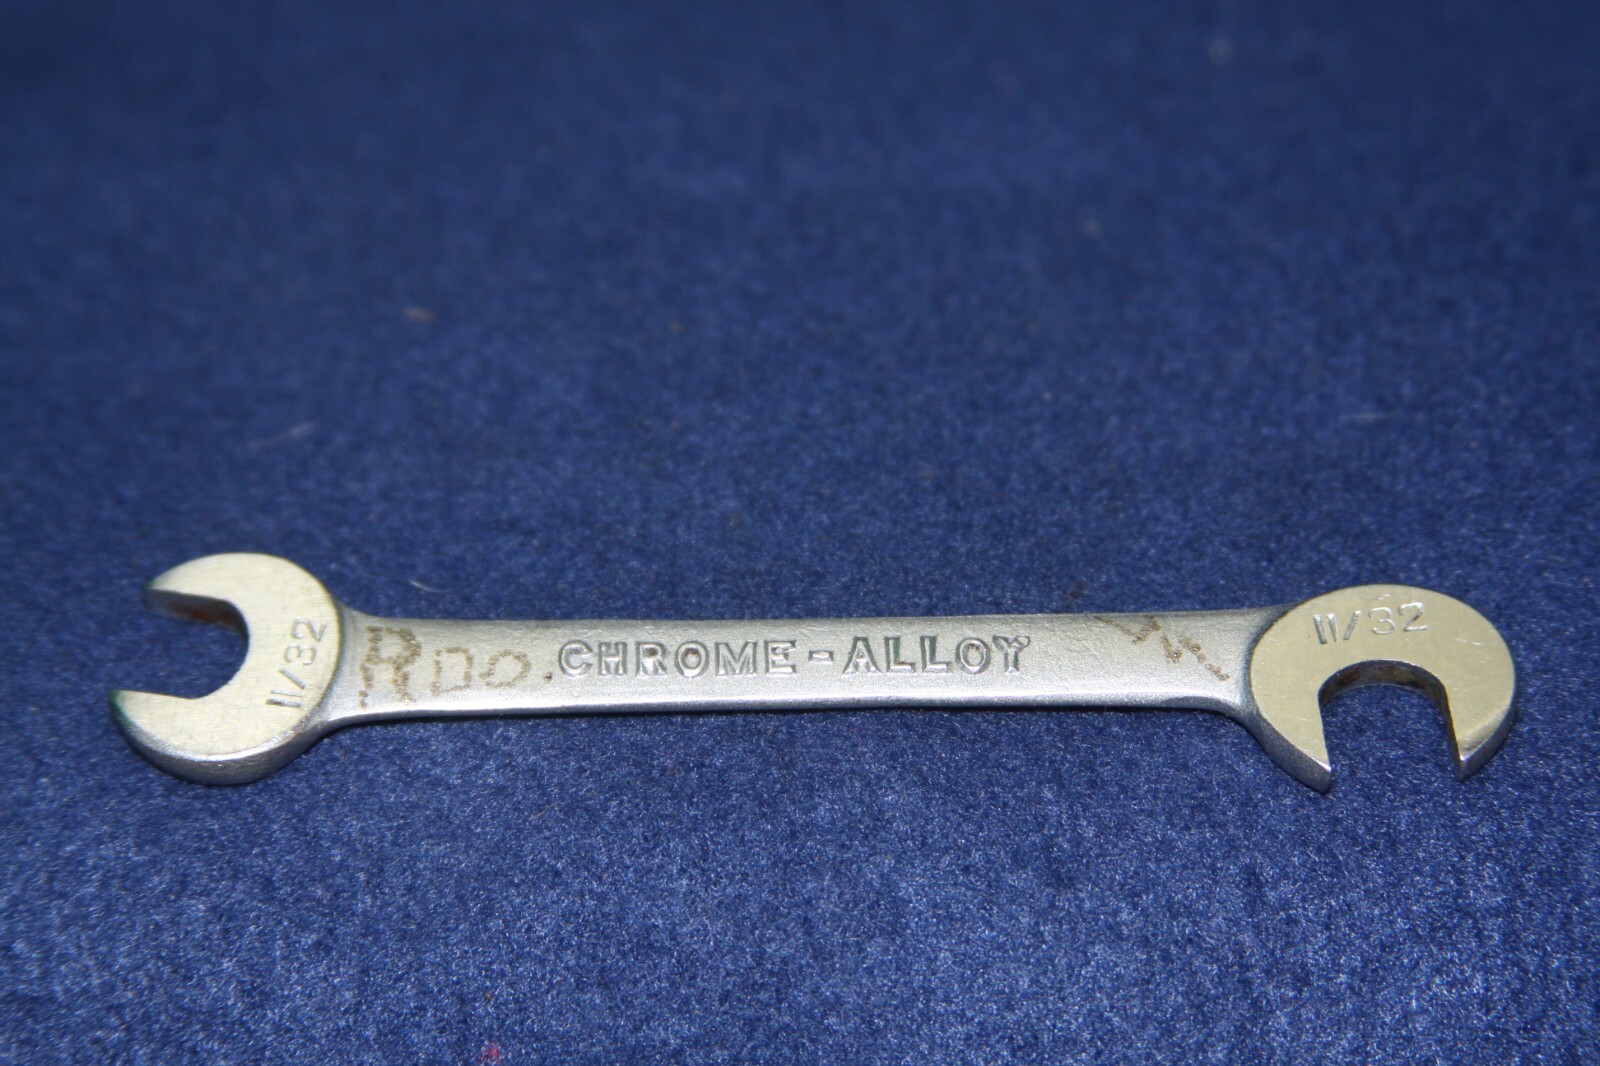 11/32
RDO.
CHROME-ALLOY
11/32